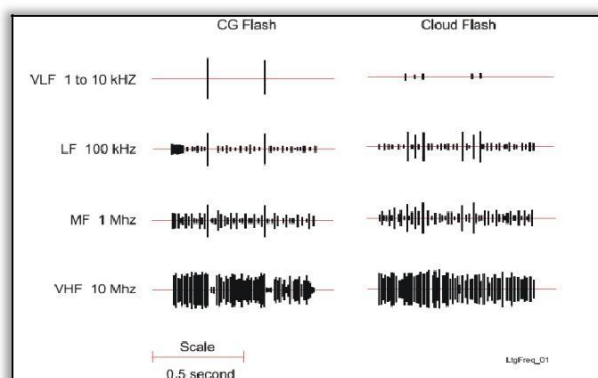 CG Flash Cloud Flash
VLF 1 to 10 kHZ
LF 100 kHz
MF 1 Mhz
VHF 10 Mhz
Scale
0.5 second
LtgFreq_01